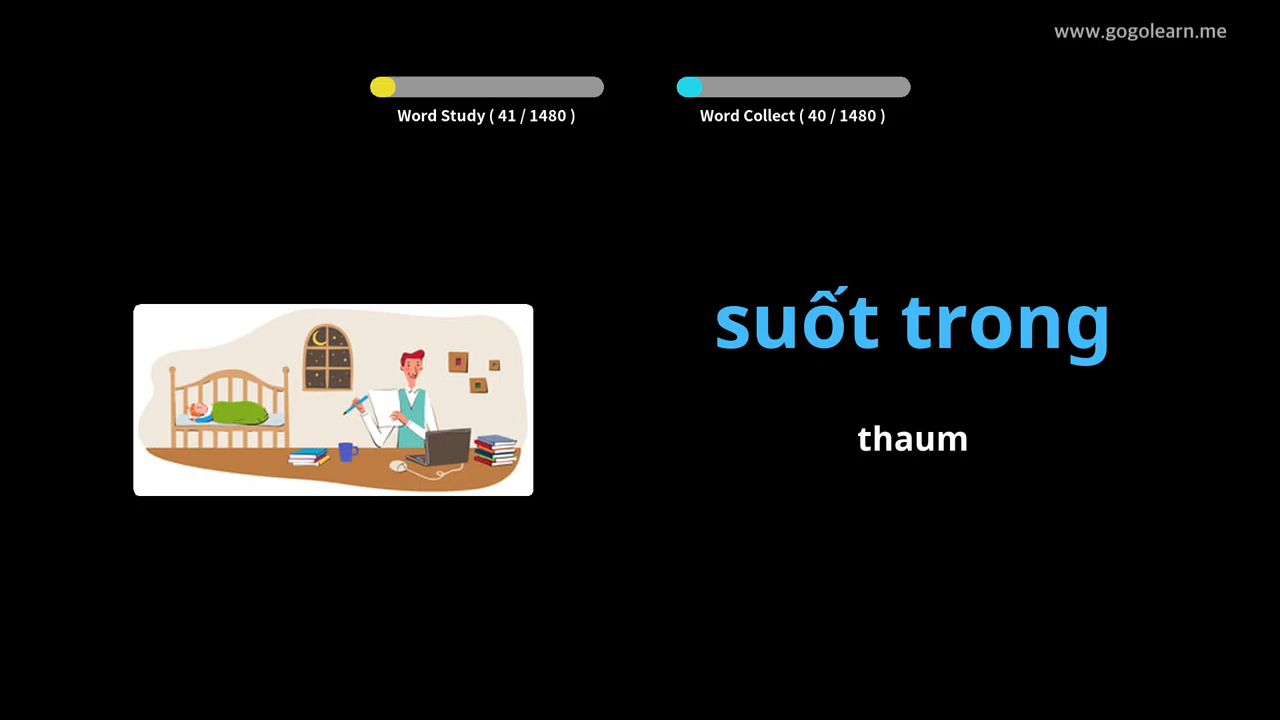 www.gogolearn.me
Word Study ( 41 / 1480 )
Word Collect ( 40 / 1480 )
suốt trong
thaum